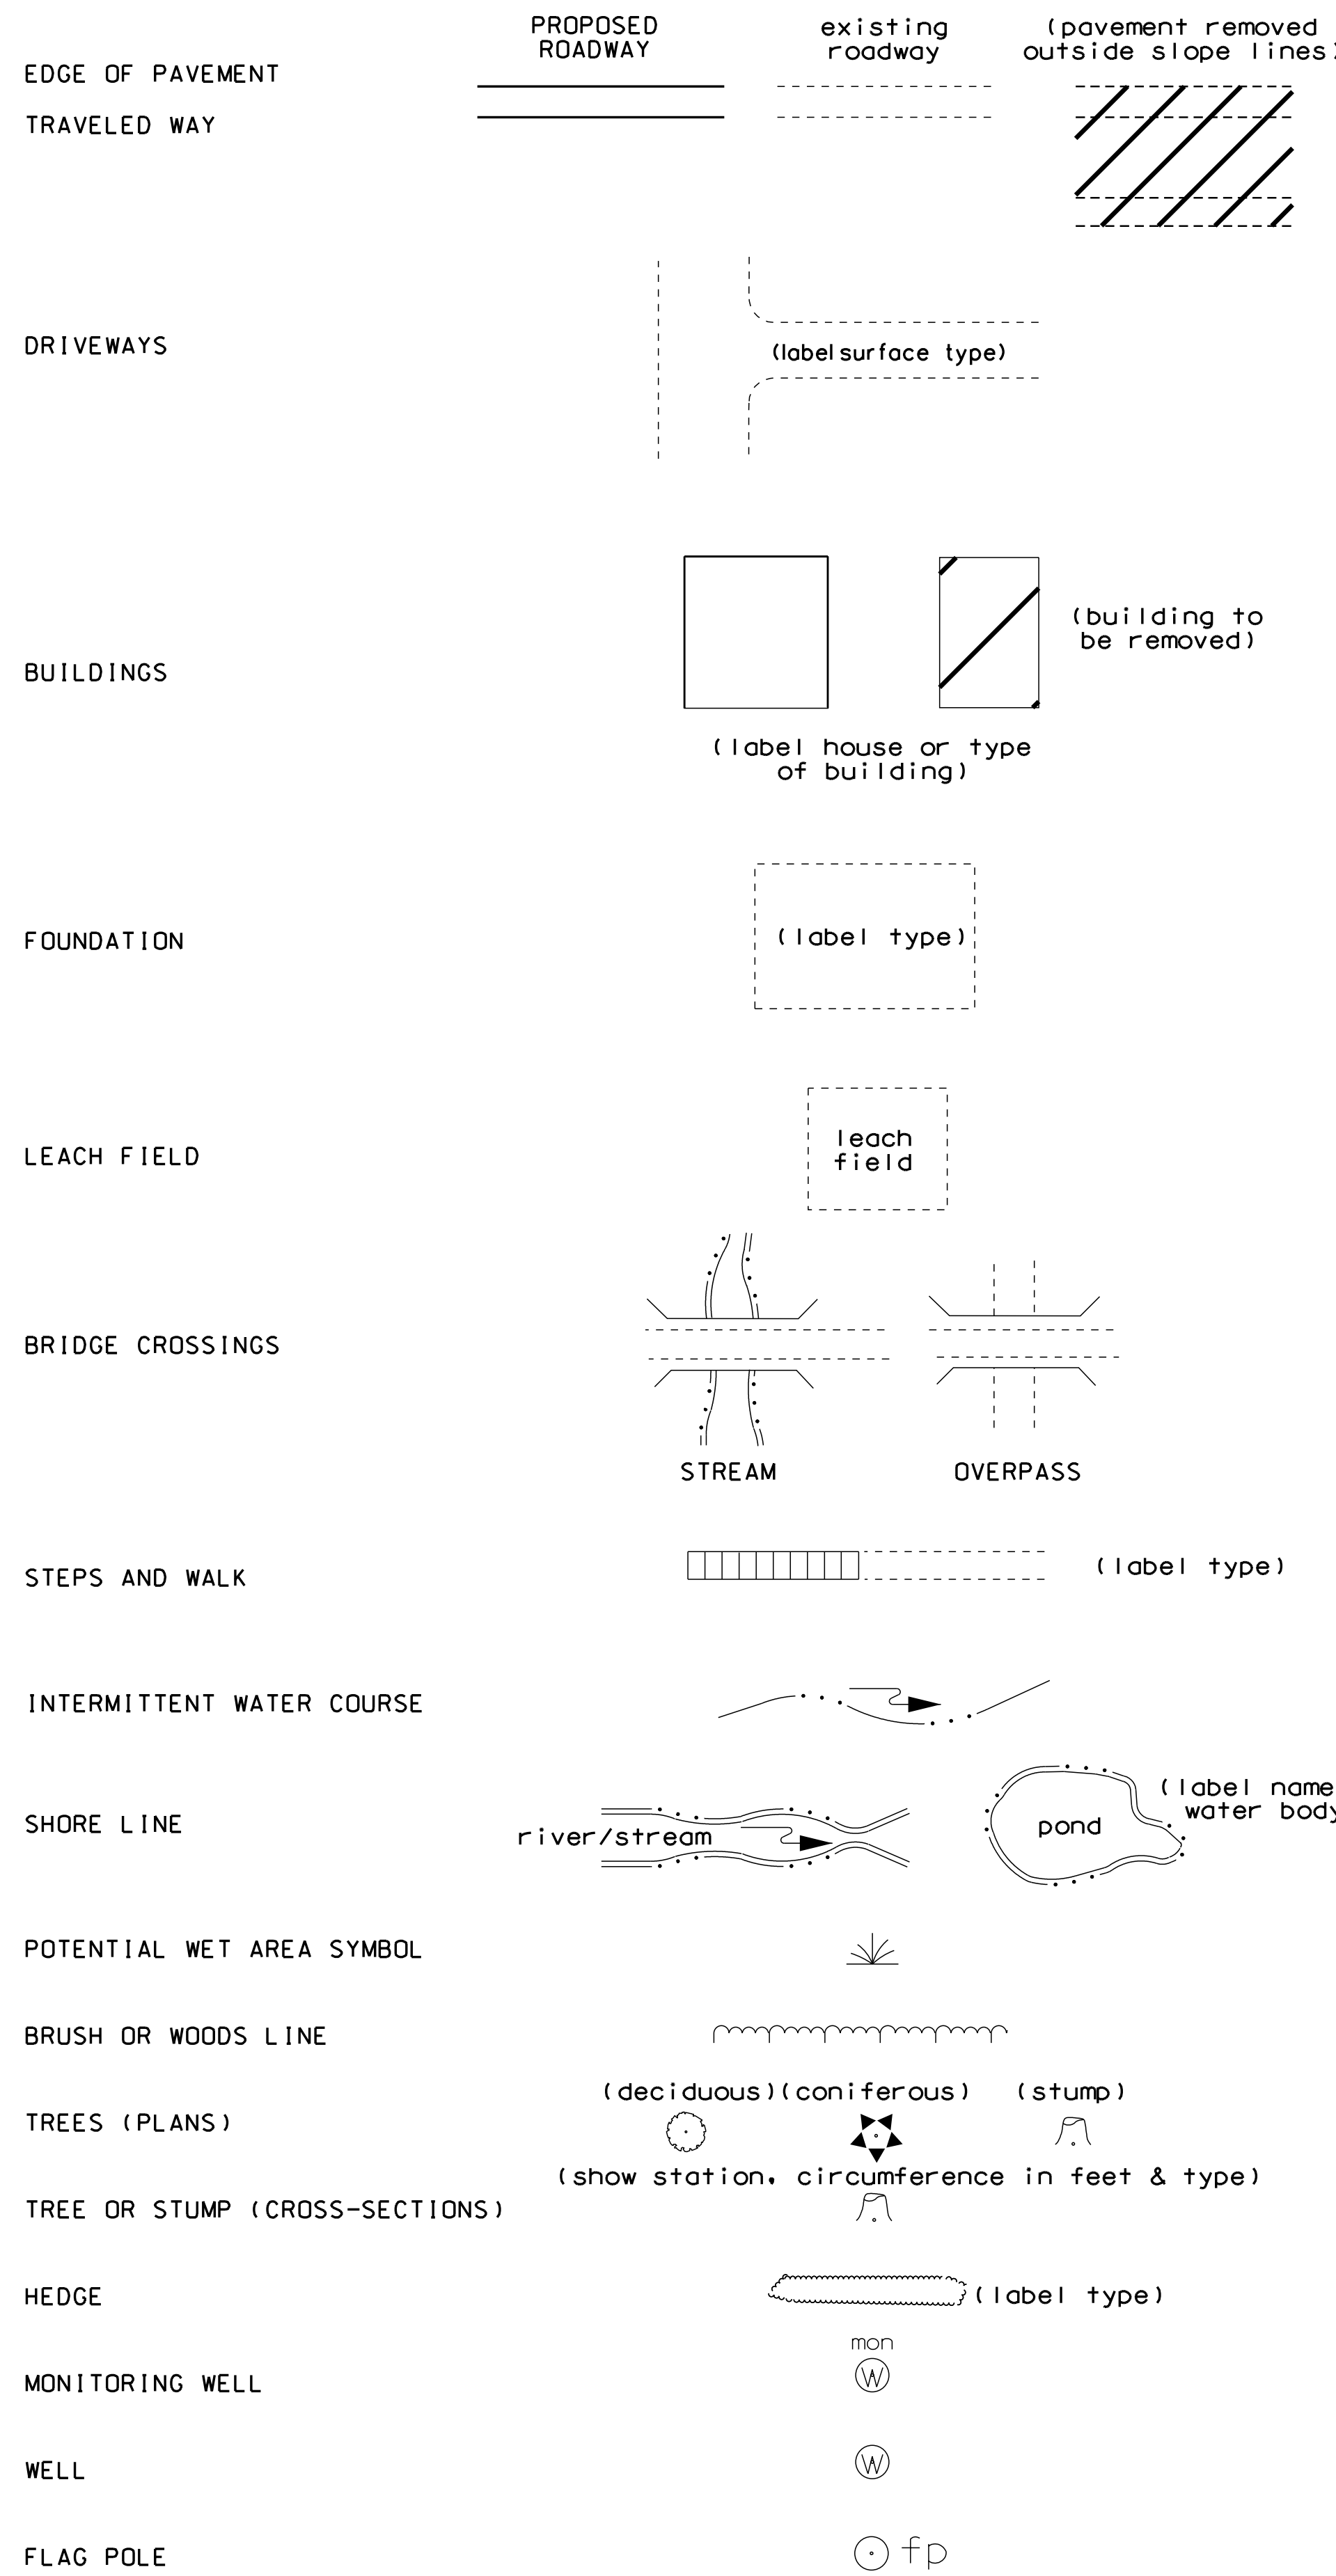 PROPOSED
ROADWAY
existing
roadway
(pavement removed
outside slope lines)
EDGE OF PAVEMENT
TRAVELED WAY
DRIVEWAYS
(label surface type)
BUILDINGS
(building to
be removed)
(label house or type
of building)
FOUNDATION
(label type)
LEACH FIELD
leach
field
BRIDGE CROSSINGS
STREAM
OVERPASS
STEPS AND WALK
(label type)
INTERMITTENT WATER COURSE
SHORE LINE
river/stream
pond
(label name
water body
POTENTIAL WET AREA SYMBOL
BRUSH OR WOODS LINE
(deciduous)
(coniferous)
(stump)
TREES (PLANS)
(show station, circumference in feet & type)
TREE OR STUMP (CROSS-SECTIONS)
HEDGE
(label type)
mon
MONITORING WELL
W
WELL
W
FLAG POLE
fp